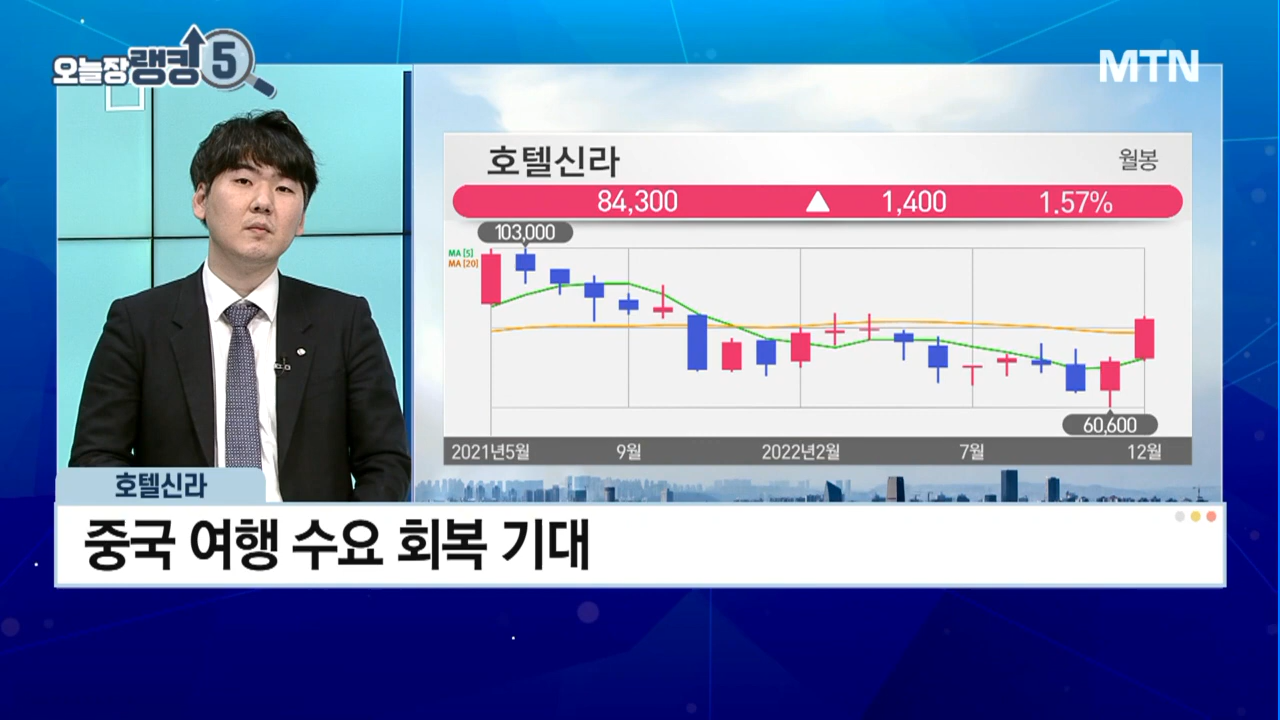 오늘장랭킹5
MTN
호텔신라
월봉
84,300 ▲ 1,400 1.57%
103,000
MA [5]
MA [20]
60,600
2021년5월 9월 2022년2월 7월 12월
호텔신라
중국 여행 수요 회복 기대